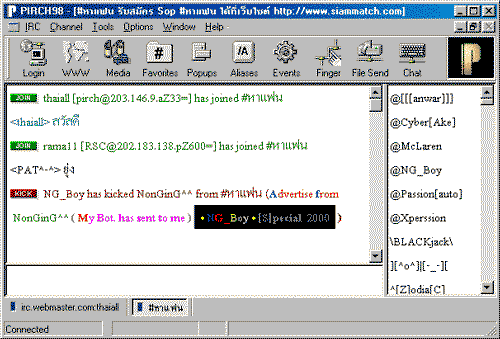 PIRCH98 - [#หาแฟน รับสมัคร Sop #หาแฟน ได้ที่เว็บไซต์ http://www.siammatch.com]
IRC Channel Tools Options Window Help
Login WWW Media Favorites Popups Aliases Events Finger File Send Chat
JOIN thaiall [pirch@203.146.9.aZ33=] has joined #หาแฟน
<thaiall> สวัสดี
JOIN rama11 [RSC@202.183.138.pZ600=] has joined #หาแฟน
<PAT^-^> ยุ่ง
KICK NG_Boy has kicked NonGinG^^ from #หาแฟน (Advertise from
NonGinG^^ ( My Bot. has sent to me ) •NG_Boy•[S]pecial 2000 )
@[[[anwar]]]
@Cyber[Ake]
@McLaren
@NG_Boy
@Passion[auto]
@Xperssion
\BLACKjack\
][^o^]|[-_-][
^[Z]odia[C]
irc.webmaster.com:thaiall #หาแฟน
Connected